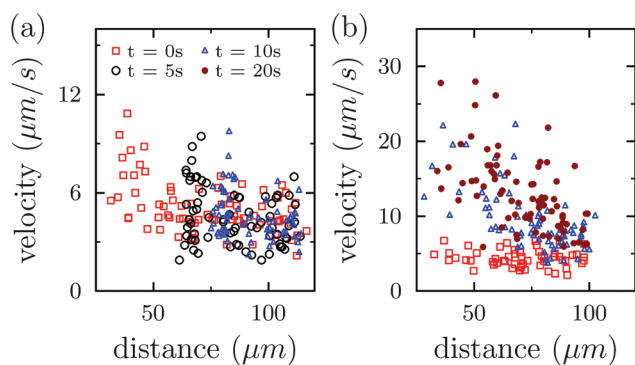 (a)
velocity (μm/s)
12
6
0
t = 0s
t = 10s
t = 5s
t = 20s
50
100
distance (μm)
(b)
velocity (μm/s)
30
20
10
0
50
100
distance (μm)